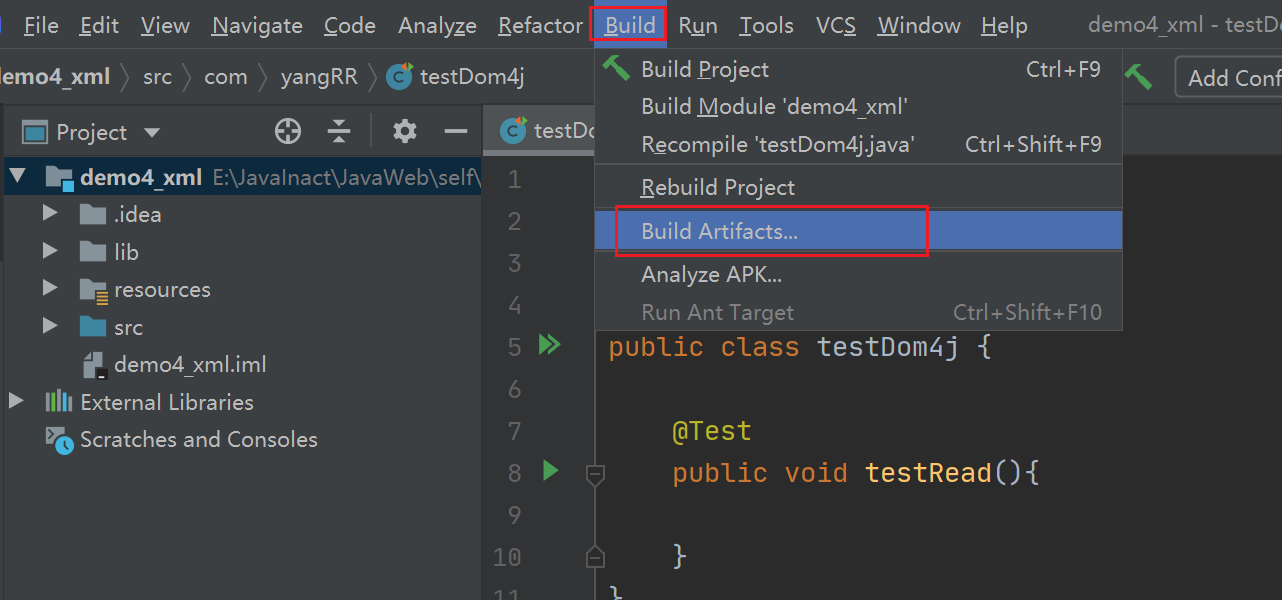 File Edit View Navigate Code Analyze Refactor Build Run Tools VCS Window Help demo4_xml - testDo
demo4_xml src com yangRR testDom4j
Add Conf
Build Project Ctrl+F9
Build Module 'demo4_xml'
Recompile 'testDom4j.java' Ctrl+Shift+F9
Rebuild Project
Build Artifacts...
Analyze APK...
Run Ant Target Ctrl+Shift+F10
Project
demo4_xml E:\JavaInact\JavaWeb\self\
.idea
lib
resources
src
demo4_xml.iml
External Libraries
Scratches and Consoles
testDo
1
2
3
4
5 public class testDom4j {
6
7 @Test
8 public void testRead(){
9
10 }
11 }